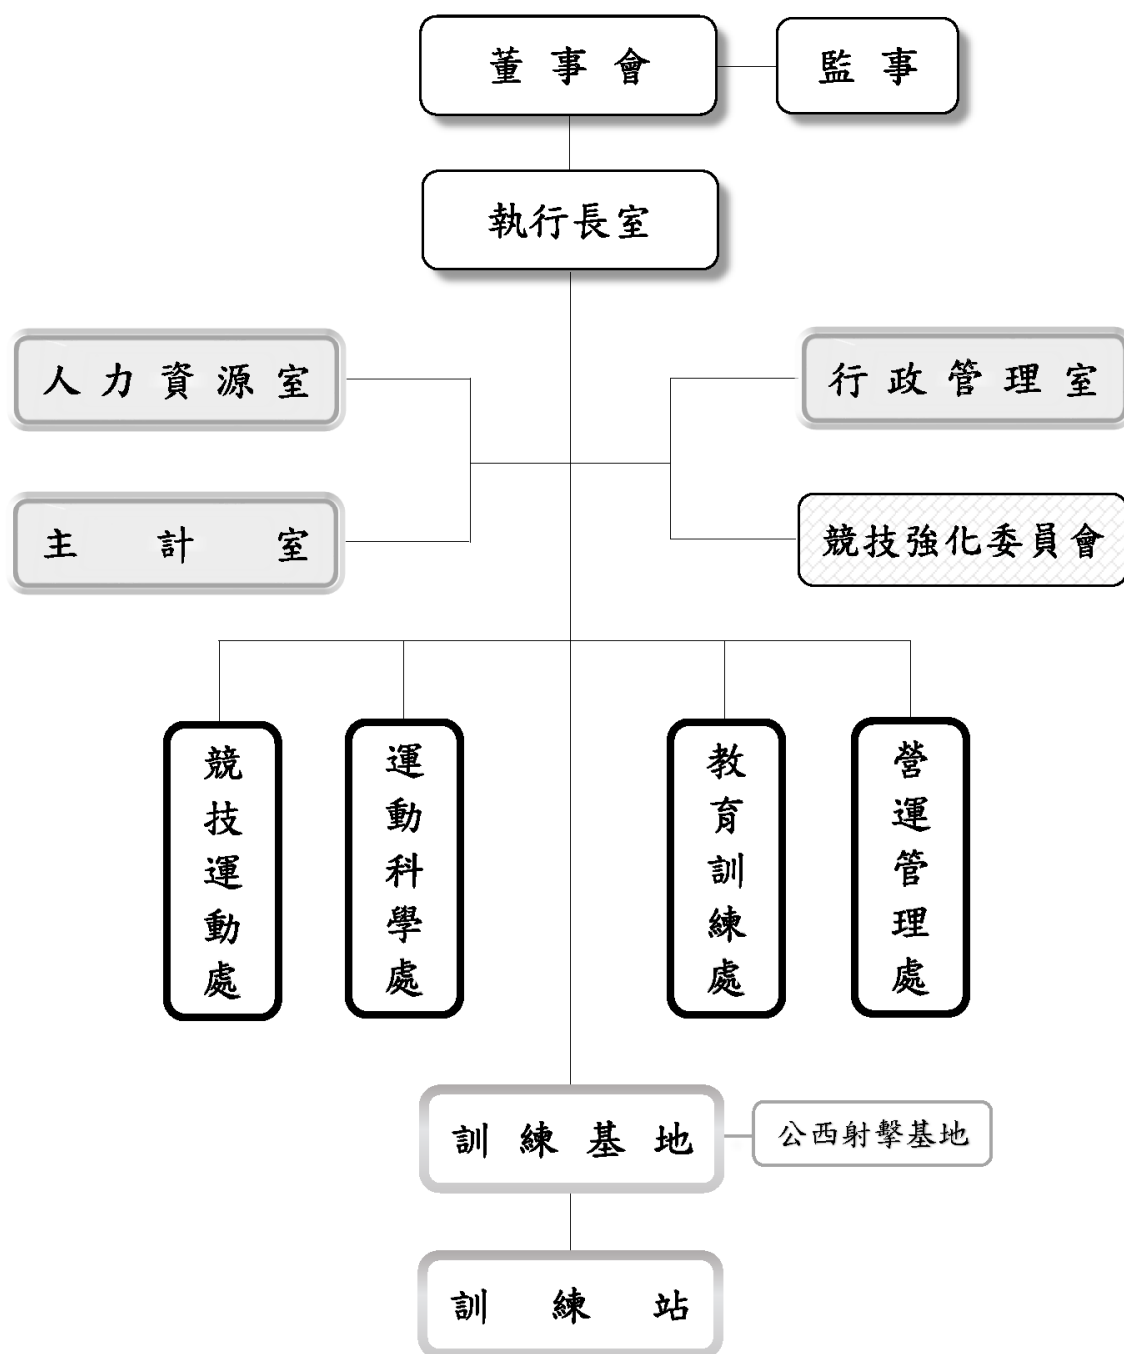 董事會
監事
執行長室
人力資源室
行政管理室
主計室
競技強化委員會
競技運動處
運動科學處
教育訓練處
營運管理處
訓練基地
公西射擊基地
訓練站